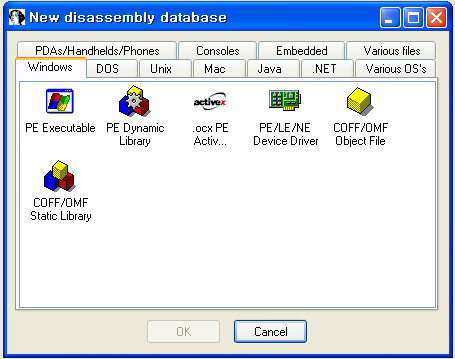 New disassembly database
PDAs/Handhelds/Phones Consoles Embedded Various files
Windows DOS Unix Mac Java .NET Various OS's
activex
PE Executable PE Dynamic .ocx PE PE/LE/NE COFF/OMF
Library Activ... Device Driver Object File
COFF/OMF
Static Library
OK Cancel